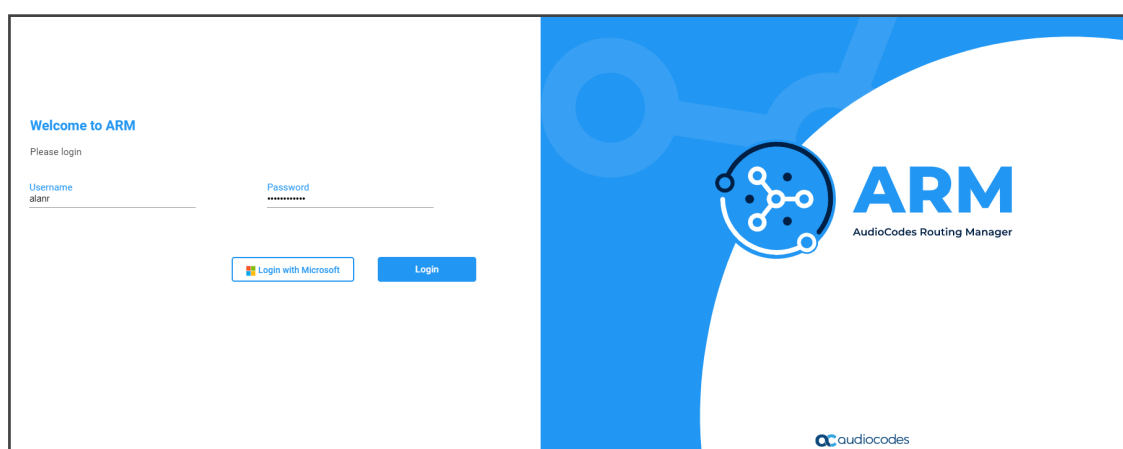 Welcome to ARM
Please login
Username
Password
alanr
••••••••••••
Login with Microsoft
Login
ARM
AudioCodes Routing Manager
audiocodes